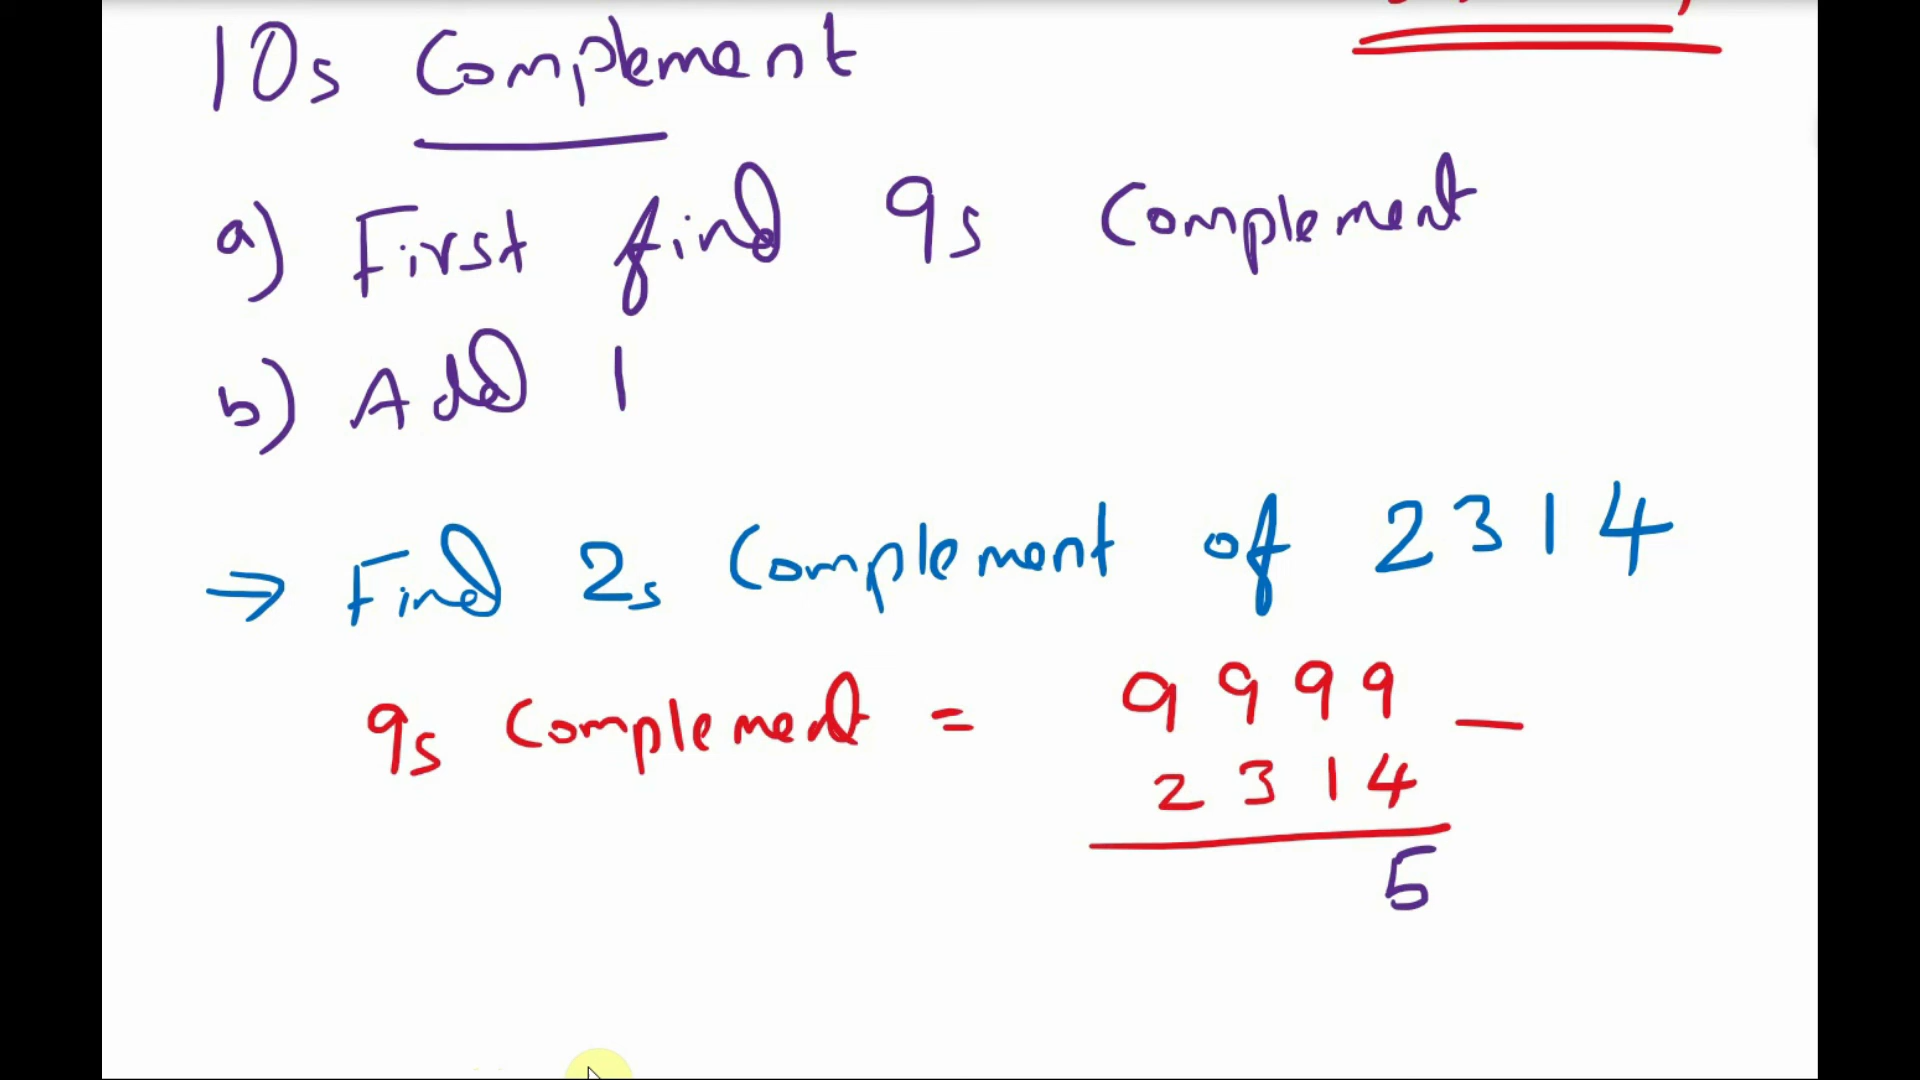 10s Complement
a) First find 9s Complement
b) Add 1
→ Find 2s Complement of 2314
9s Complement = 9999 —
2314
5